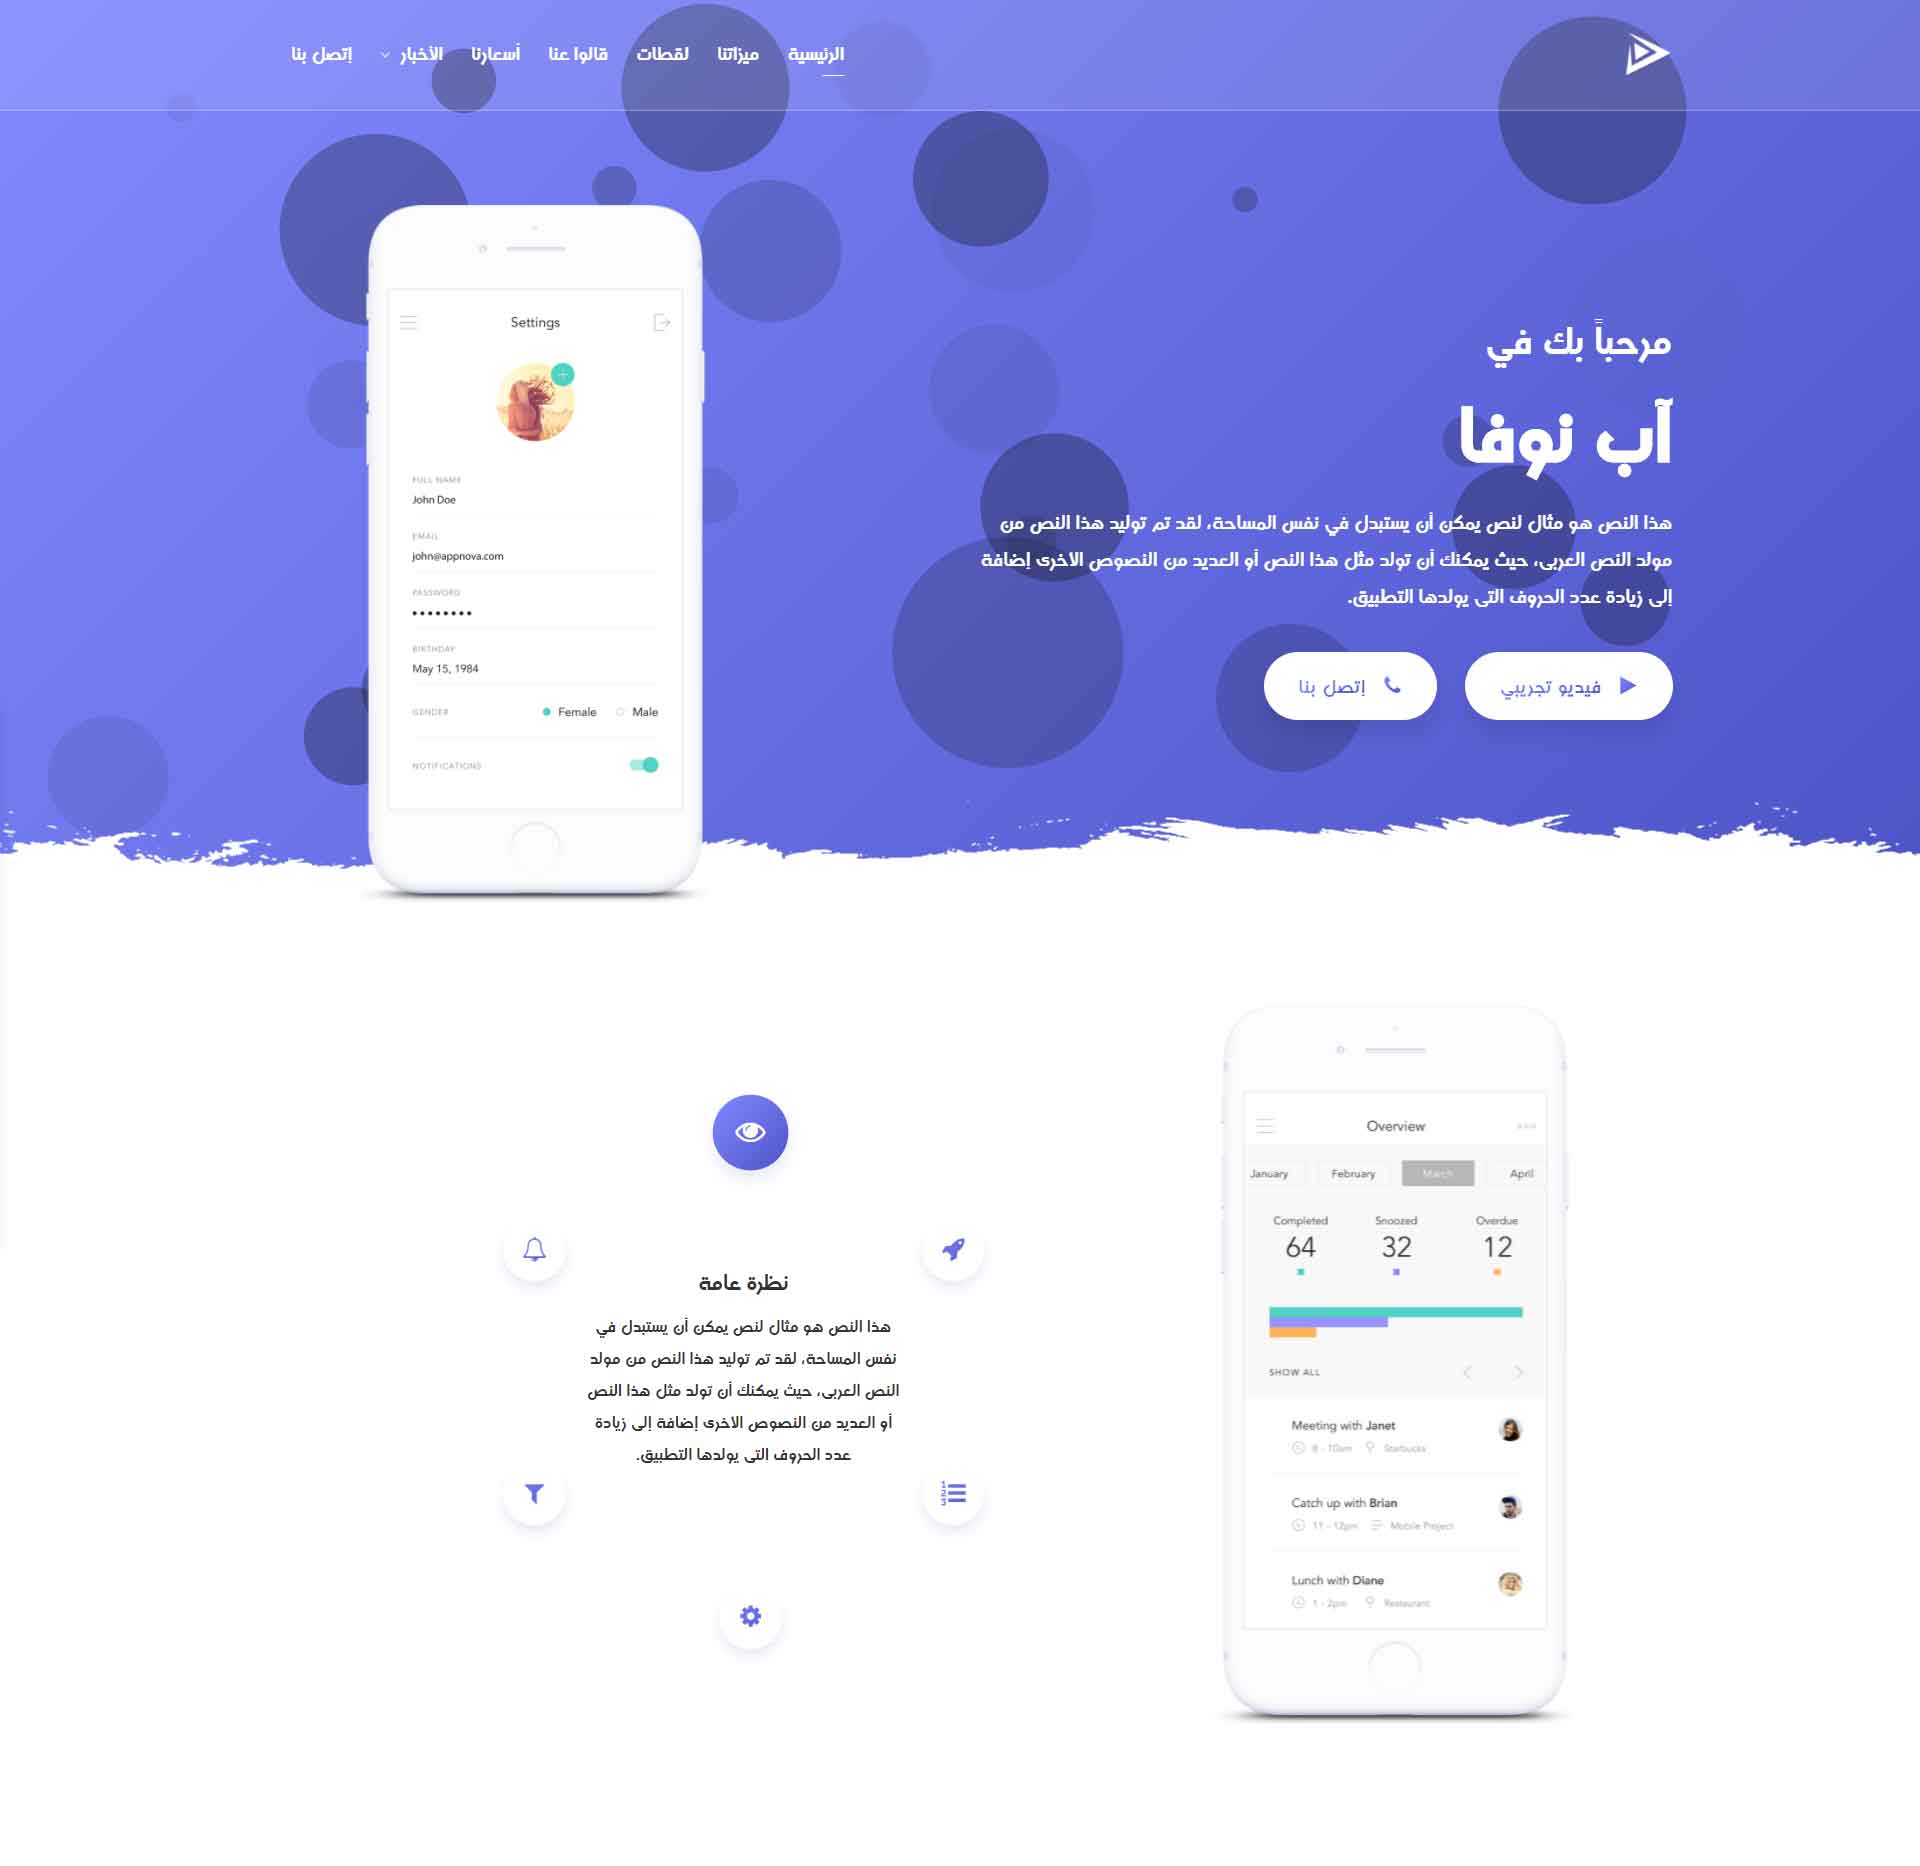 الرئيسية
ميزاتنا
لقطات
قالوا عنا
أسعارنا
الأخبار
إتصل بنا
مرحباً بك في
آب نوفا
هذا النص هو مثال لنص يمكن أن يستبدل في نفس المساحة، لقد تم توليد هذا النص من
مولد النص العربى، حيث يمكنك أن تولد مثل هذا النص أو العديد من النصوص الاخرى إضافة
إلى زيادة عدد الحروف التى يولدها التطبيق.
فيديو تجريبي
إتصل بنا
Settings
FULL NAME
John Doe
EMAIL
john@appnova.com
PASSWORD
BIRTHDAY
May 15, 1984
GENDER
Female
Male
NOTIFICATIONS
Overview
January
February
March
April
Completed
Snoozed
Overdue
64
32
12
SHOW ALL
Meeting with Janet
8 - 10am
Starbucks
Catch up with Brian
11 - 12pm
Mobile Project
Lunch with Diane
1 - 2pm
Restaurant
نظرة عامة
هذا النص هو مثال لنص يمكن أن يستبدل في
نفس المساحة، لقد تم توليد هذا النص من مولد
النص العربى، حيث يمكنك أن تولد مثل هذا النص
أو العديد من النصوص الاخرى إضافة إلى زيادة
عدد الحروف التى يولدها التطبيق.